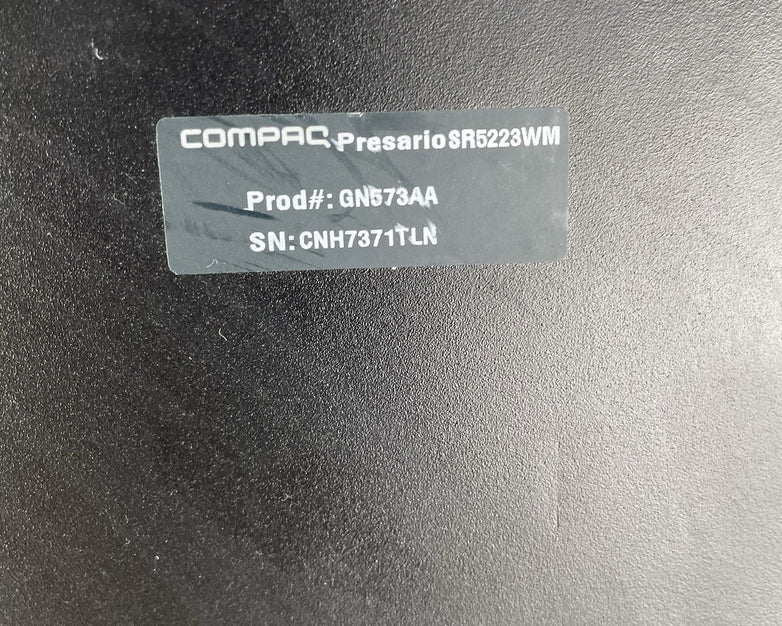 COMPAQ Presario SR5223WM
Prod#: GN573AA
SN: CNH7371TLN